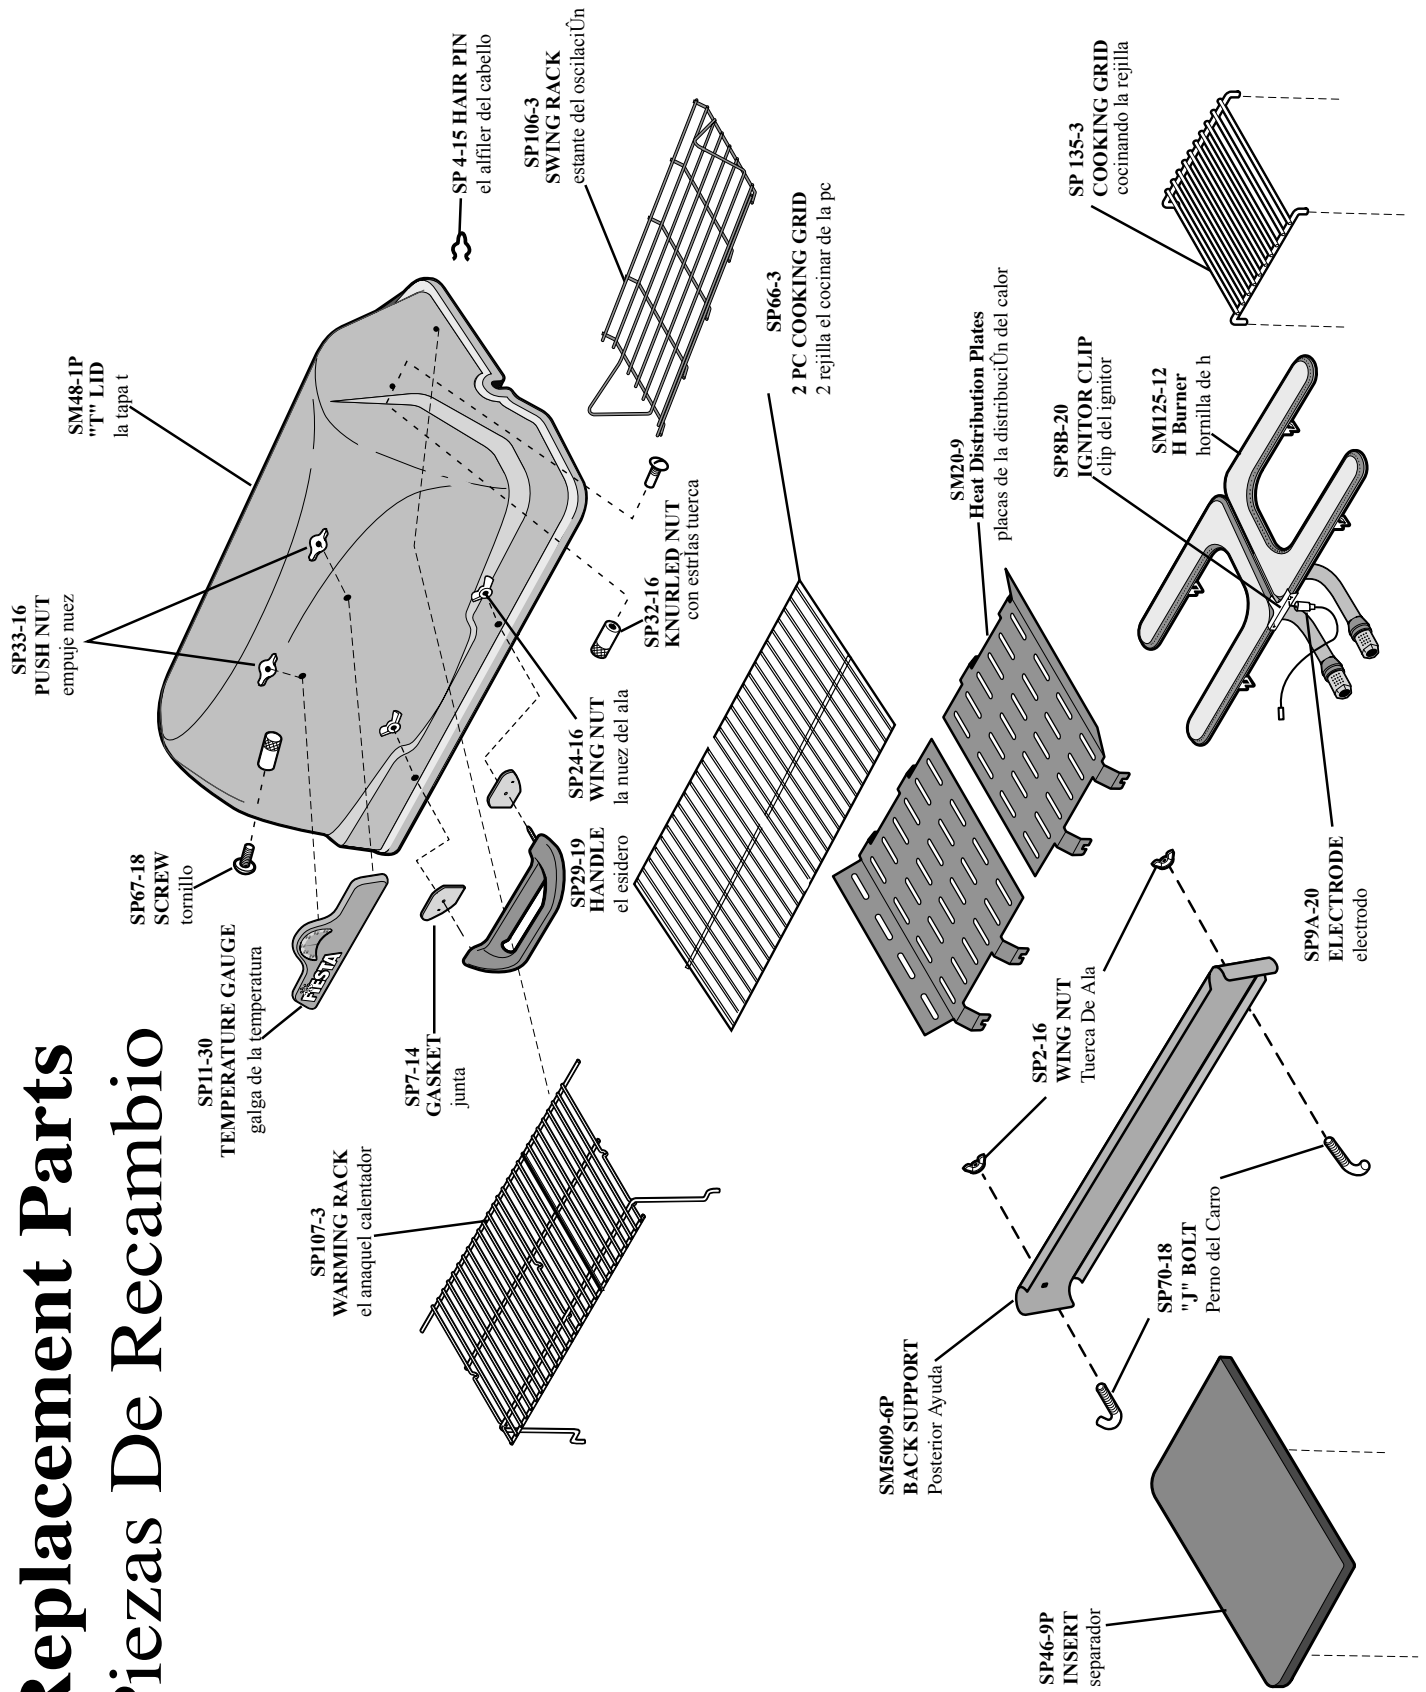 Replacement Parts
Piezas De Recambio
SP33-16
PUSH NUT
empuje nuez
SM48-1P
"T" LID
la tapa t
SP 4-15 HAIR PIN
el alfiler del cabello
SP106-3
SWING RACK
estante del oscilaciÛn
SP67-18
SCREW
tornillo
SP11-30
TEMPERATURE GAUGE
galga de la temperatura
FIESTA
SP7-14
GASKET
junta
SP29-19
HANDLE
el esidero
SP24-16
WING NUT
la nuez del ala
SP32-16
KNURLED NUT
con estrÌas tuerca
SP66-3
2 PC COOKING GRID
2 rejilla el cocinar de la pc
SP107-3
WARMING RACK
el anaquel calentador
SM20-9
Heat Distribution Plates
placas de la distribuciÛn del calor
SP 135-3
COOKING GRID
cocinando la rejilla
SP8B-20
IGNITOR CLIP
clip del ignitor
SM125-12
H Burner
hornilla de h
SP9A-20
ELECTRODE
electrodo
SP2-16
WING NUT
Tuerca De Ala
SM5009-6P
BACK SUPPORT
Posterior Ayuda
SP70-18
"J" BOLT
Perno del Carro
SP46-9P
INSERT
separador